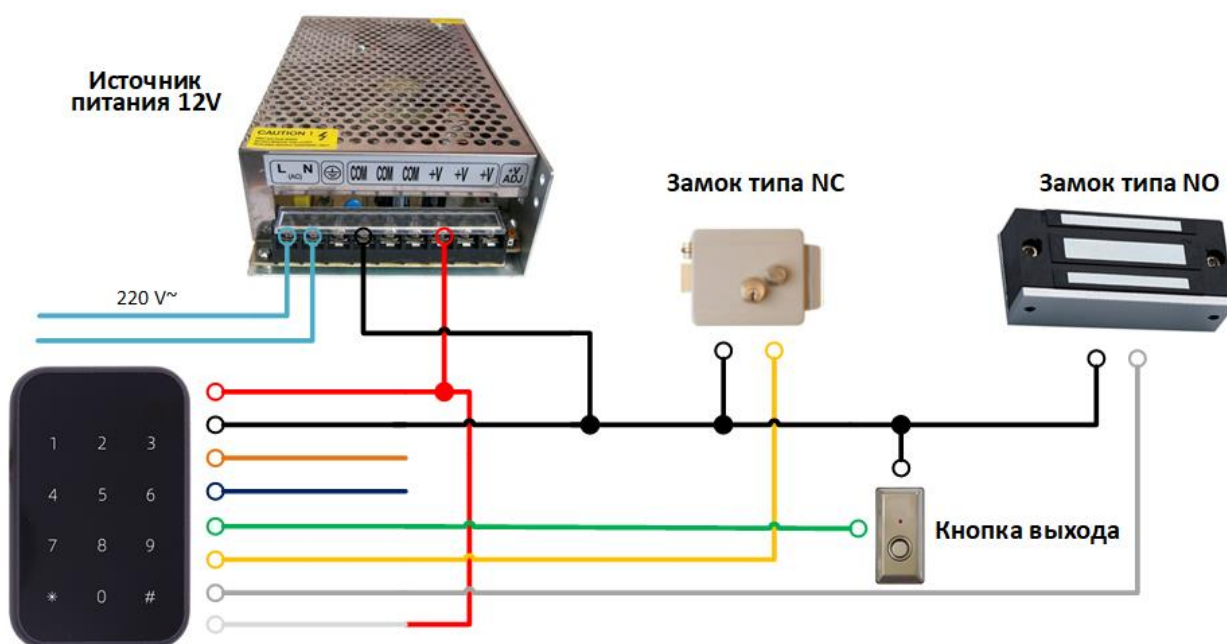 Источник
питания 12V
CAUTION !
L N COM COM COM +V +V +V +V
(AC) ADJ
Замок типа NC
Замок типа NO
220 V~
1 2 3
4 5 6
7 8 9
* 0 #
Кнопка выхода